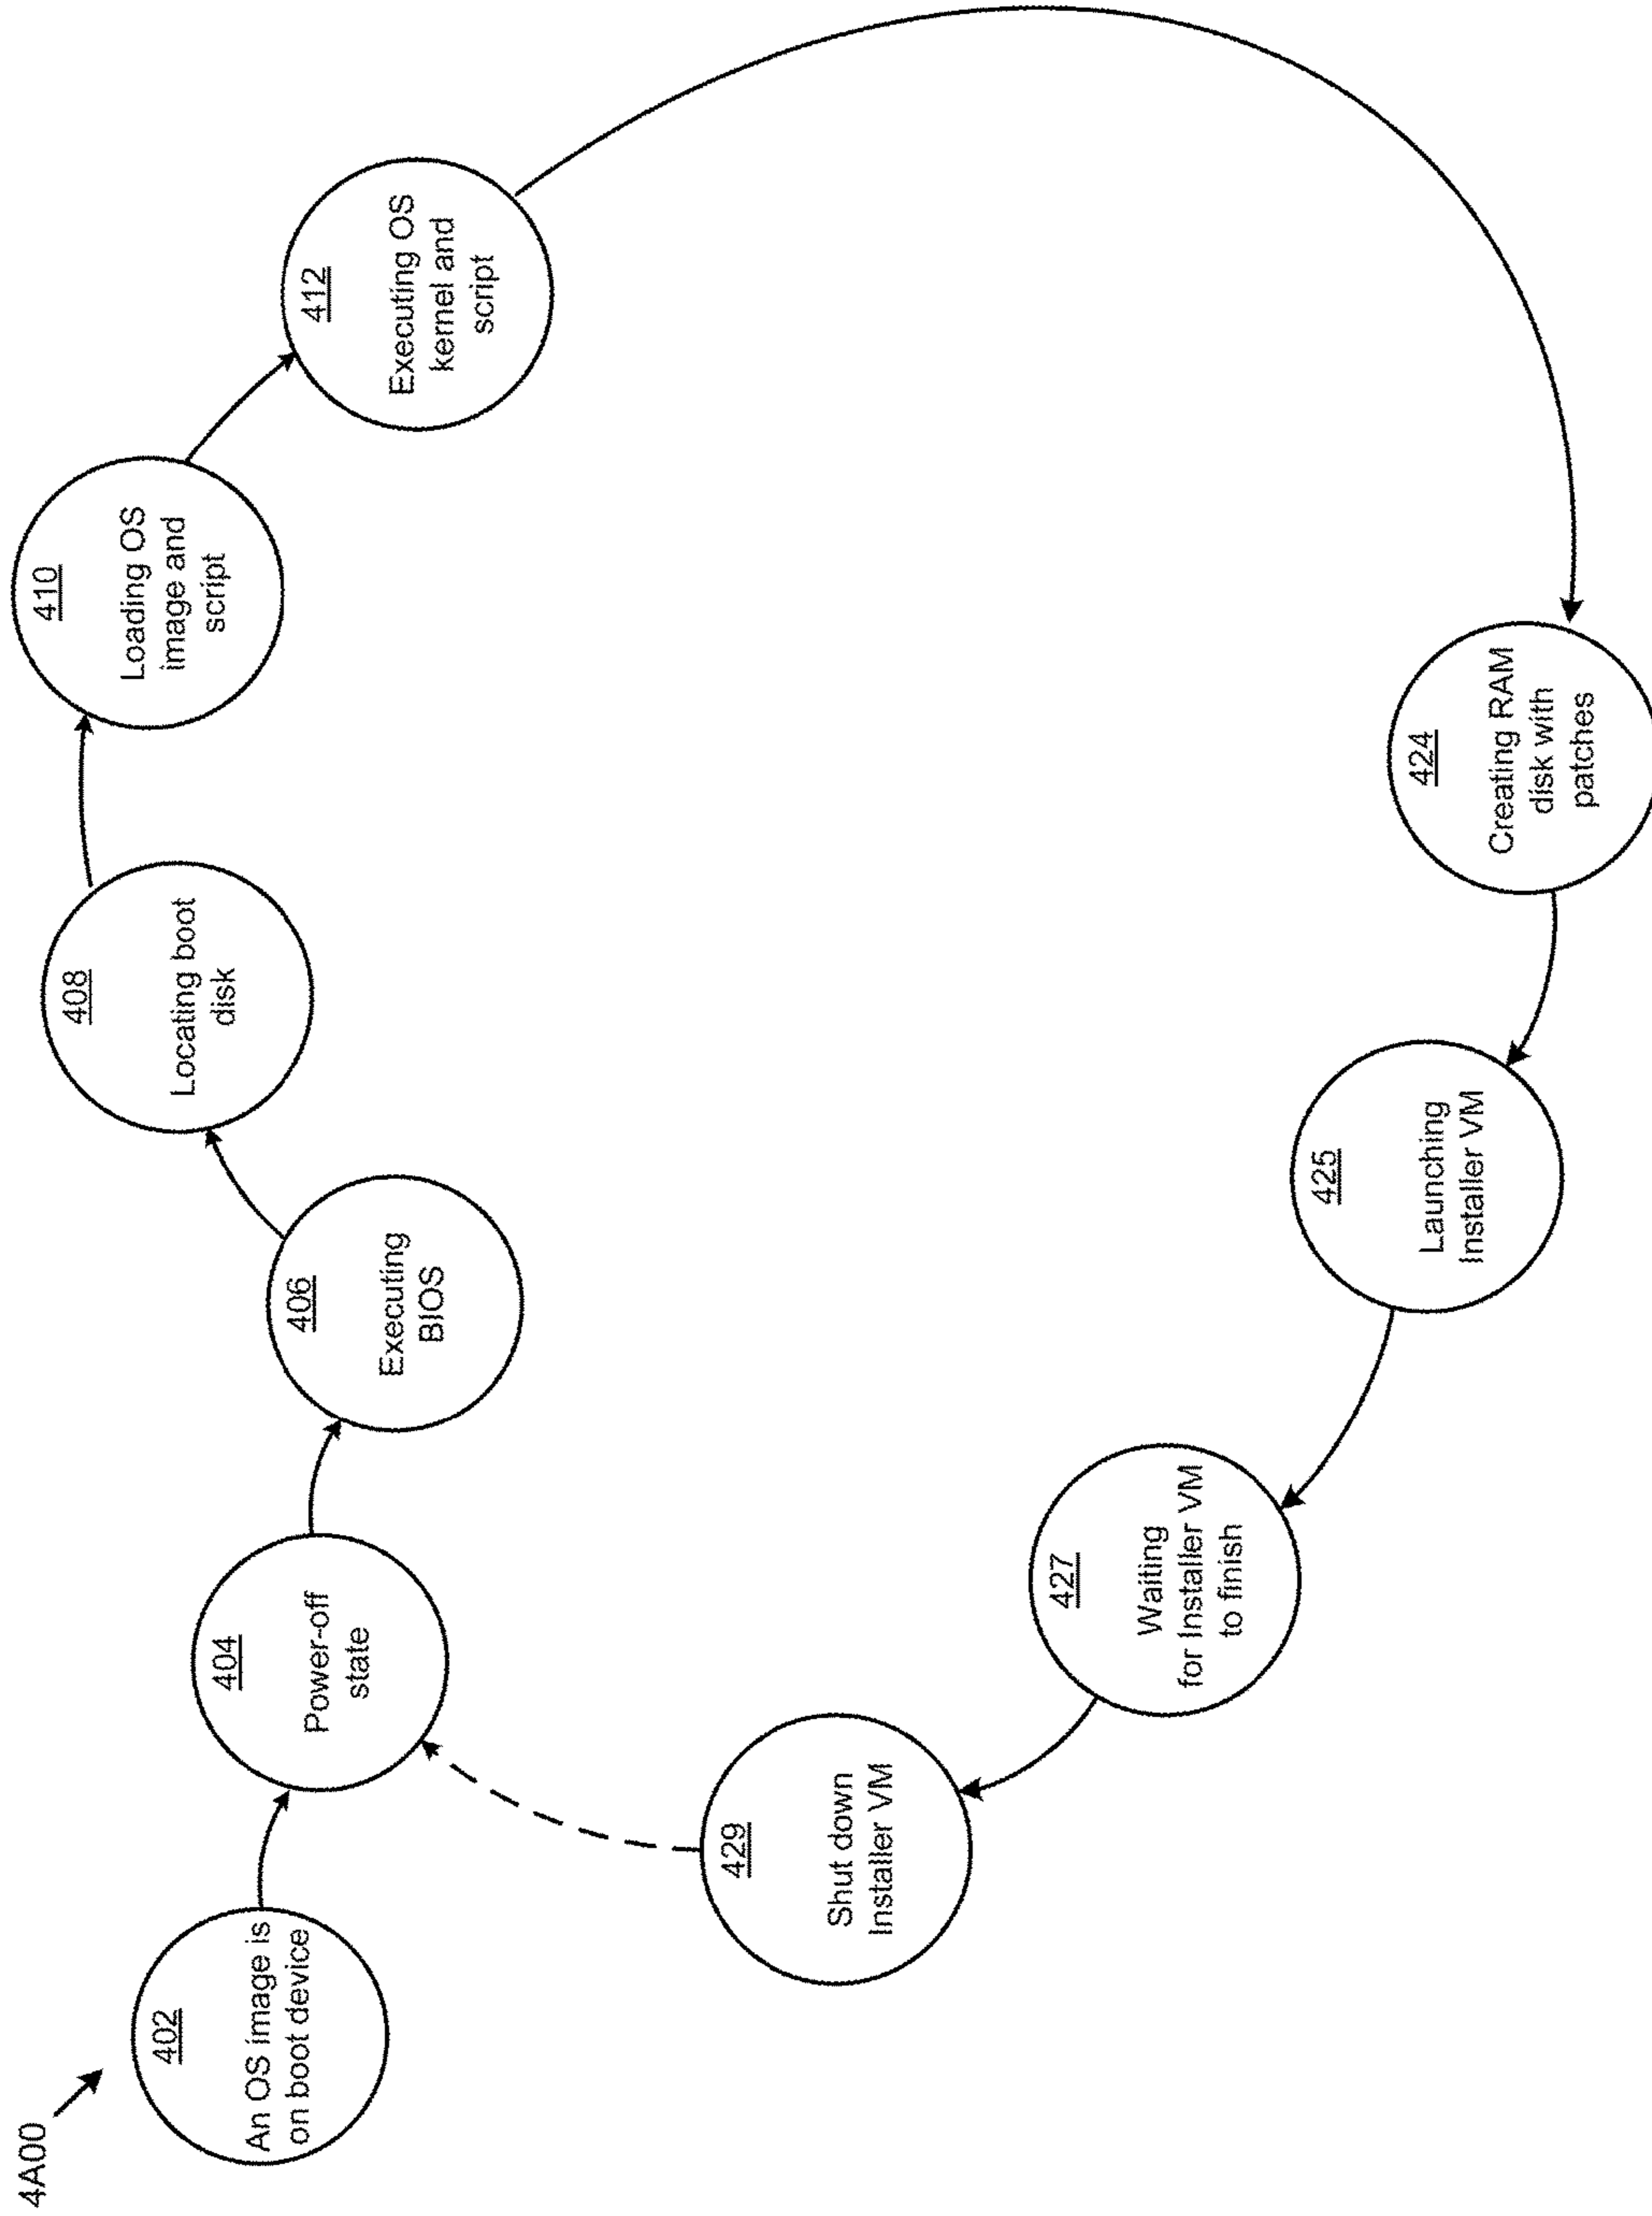 4A00
402
An OS image is
on boot device
404
Power-off
state
406
Executing
BIOS
408
Locating boot
disk
410
Loading OS
image and
script
412
Executing OS
kernel and
script
424
Creating RAM
disk with
patches
425
Launching
Installer VM
427
Waiting
for Installer VM
to finish
429
Shut down
Installer VM